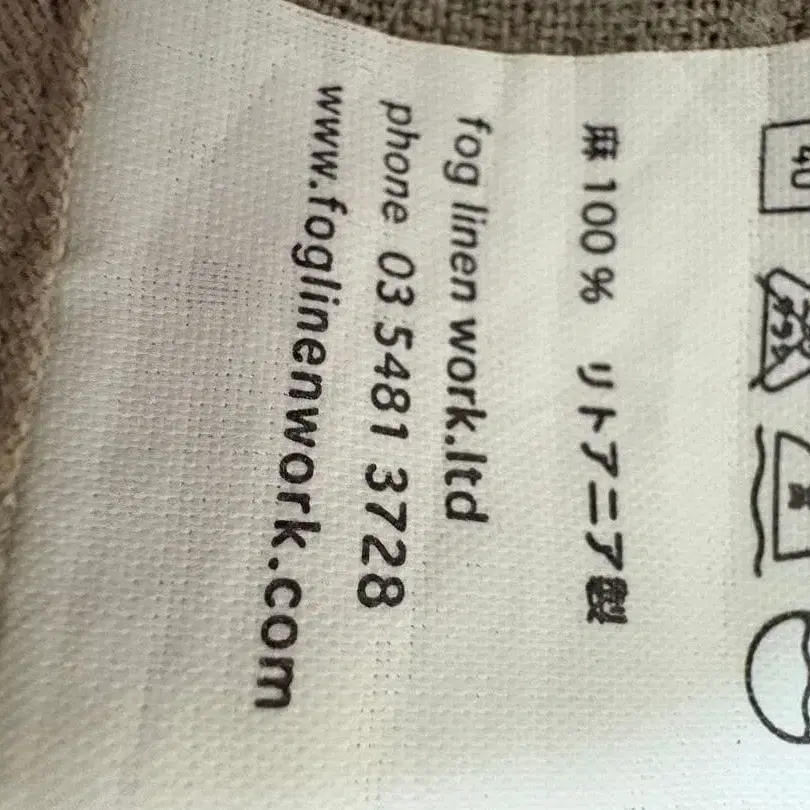 40
麻 100 % リトアニア製
fog linen work.ltd
phone 03 5481 3728
www.foglinenwork.com